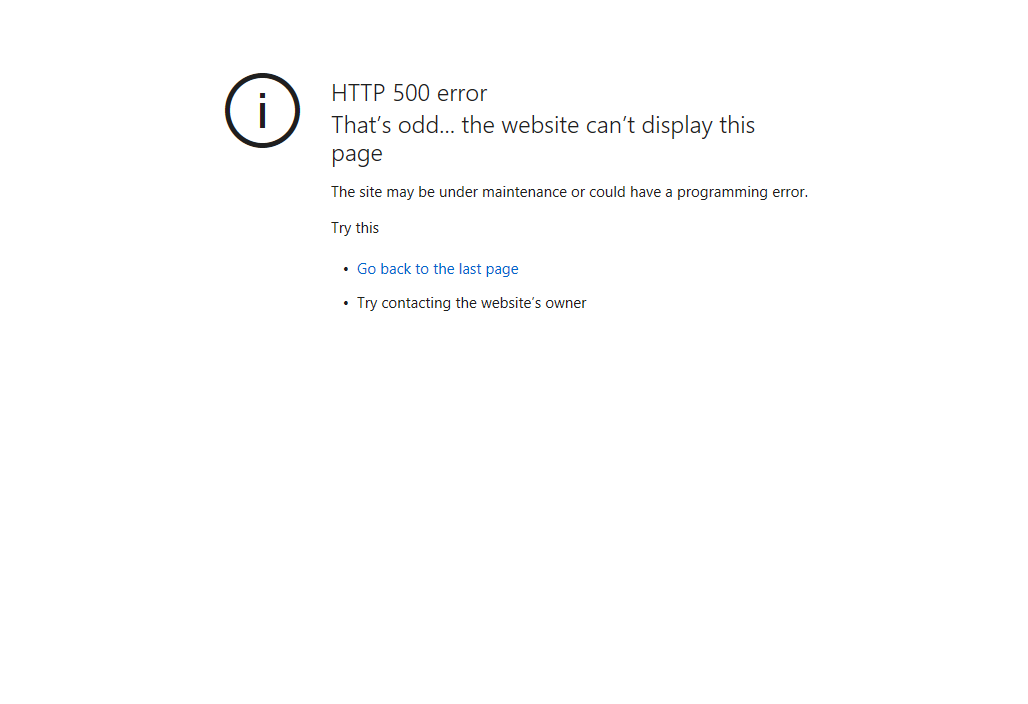 i
HTTP 500 error
That’s odd... the website can’t display this
page
The site may be under maintenance or could have a programming error.
Try this
• Go back to the last page
• Try contacting the website’s owner